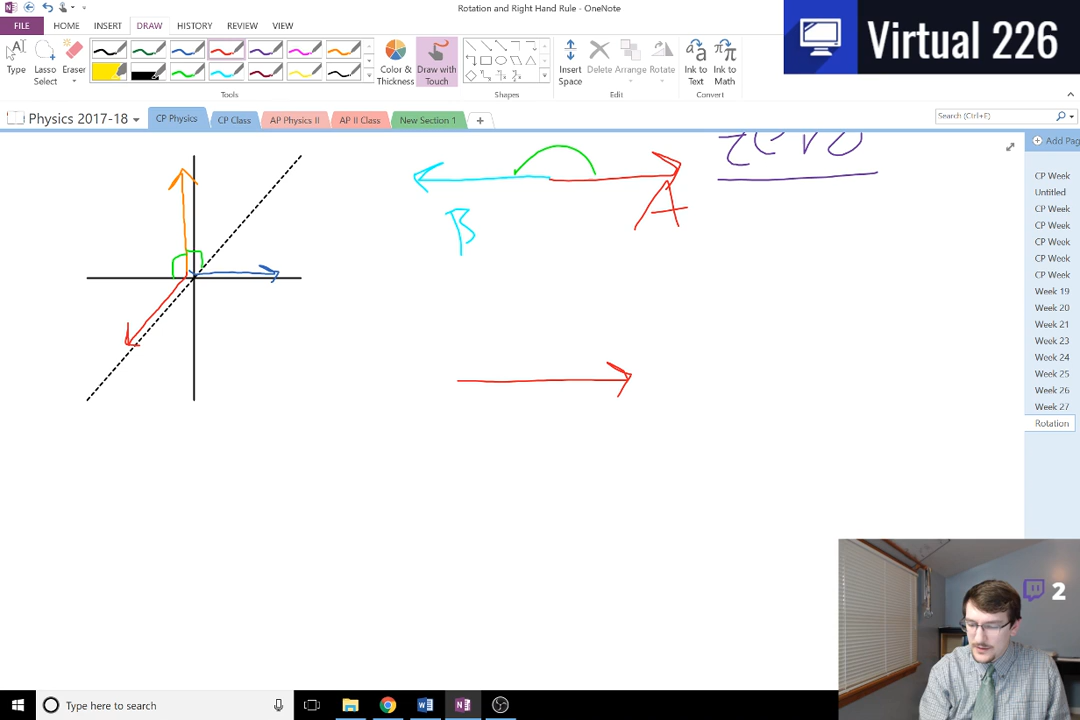 Rotation and Right Hand Rule - OneNote
FILE HOME INSERT DRAW HISTORY REVIEW VIEW
Type
Lasso Select
Eraser
Color & Thickness
Draw with Touch
Insert Space
Delete
Arrange
Rotate
Ink to Text
Ink to Math
Tools
Shapes
Edit
Convert
Virtual 226
Physics 2017-18
CP Physics
CP Class
AP Physics II
AP II Class
New Section 1
Search (Ctrl+E)
Add Pag
zero
A
B
CP Week
Untitled
CP Week
CP Week
CP Week
CP Week
CP Week
Week 19
Week 20
Week 21
Week 23
Week 24
Week 25
Week 26
Week 27
Rotation
2
Type here to search